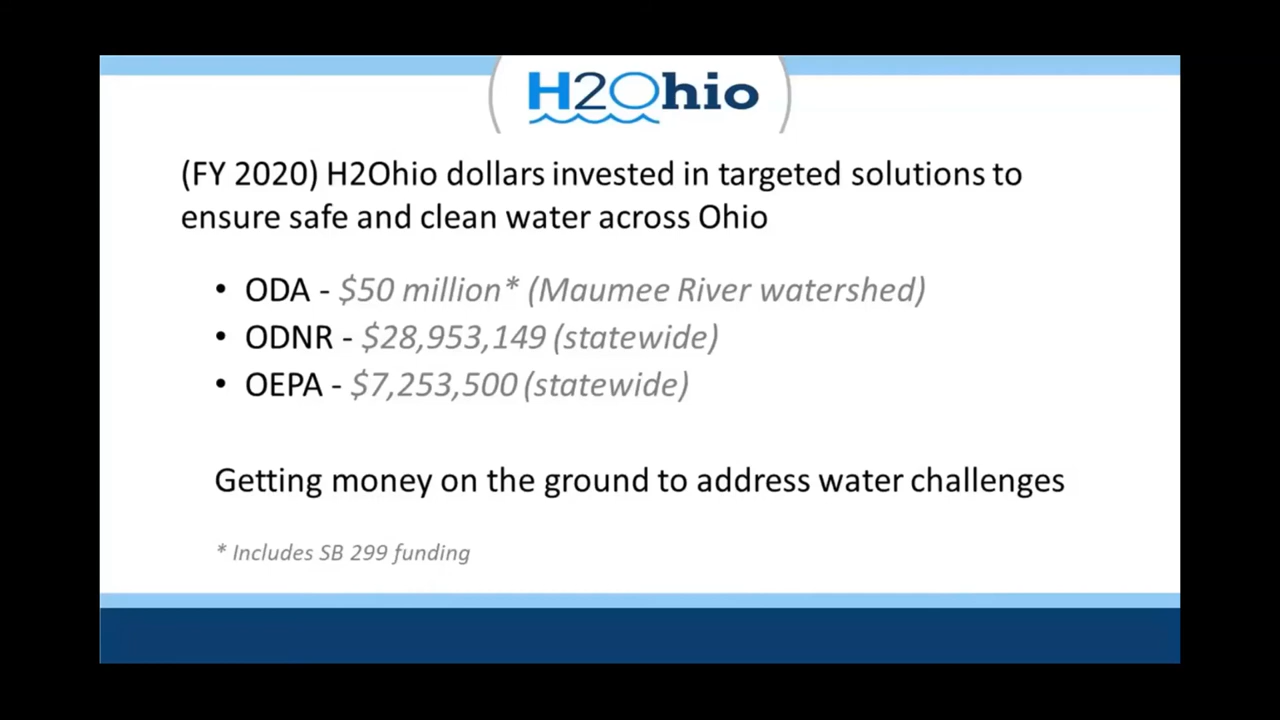 H2Ohio
(FY 2020) H2Ohio dollars invested in targeted solutions to
ensure safe and clean water across Ohio
• ODA - $50 million* (Maumee River watershed)
• ODNR - $28,953,149 (statewide)
• OEPA - $7,253,500 (statewide)
Getting money on the ground to address water challenges
* Includes SB 299 funding